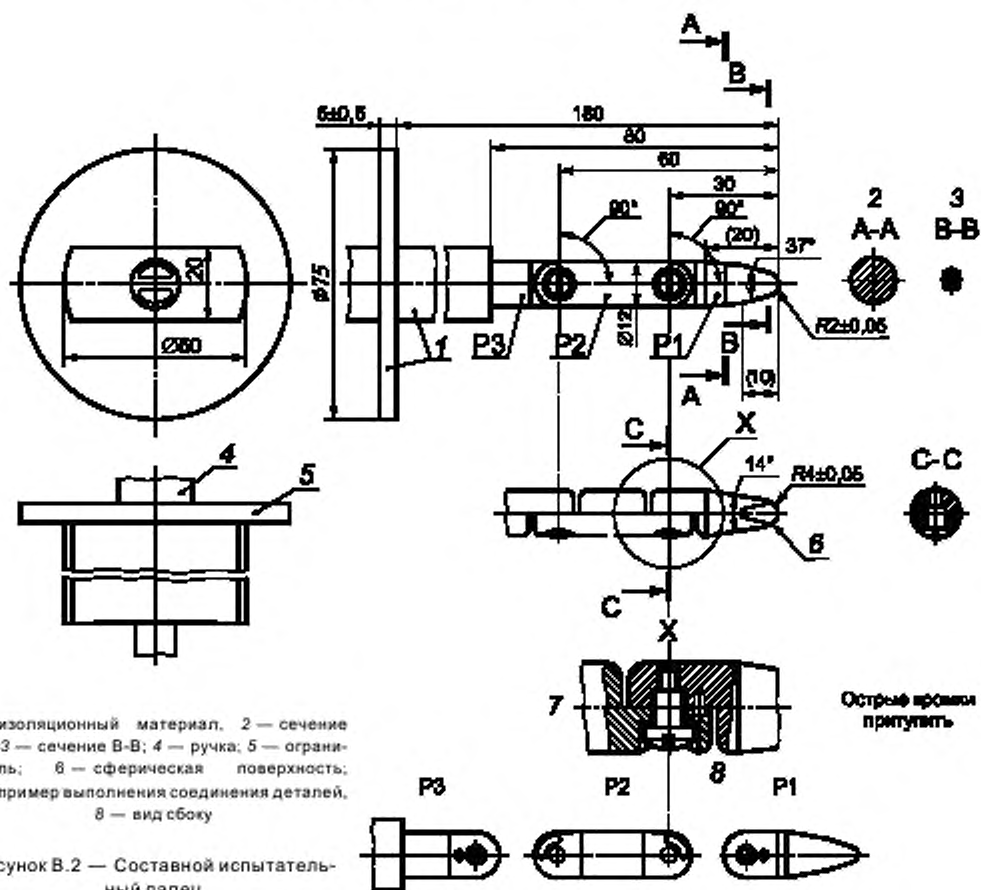 A
B
5±0,5
180
80
60
30
90°
90°
(20)
37°
2
A-A
3
B-B
20
Ø75
Ø12
R2±0,05
P3
P2
P1
B
1
Ø50
(10)
A
C
X
4
5
14°
R4±0,05
C-C
6
C
X
7
Острые кромки
притупить
8
изоляционный материал, 2 — сечение
3 — сечение B-B; 4 — ручка; 5 — ограни-
ль; 6 — сферическая поверхность;
пример выполнения соединения деталей,
8 — вид сбоку
P3
P2
P1
сунок В.2 — Составной испытатель-
ный палец